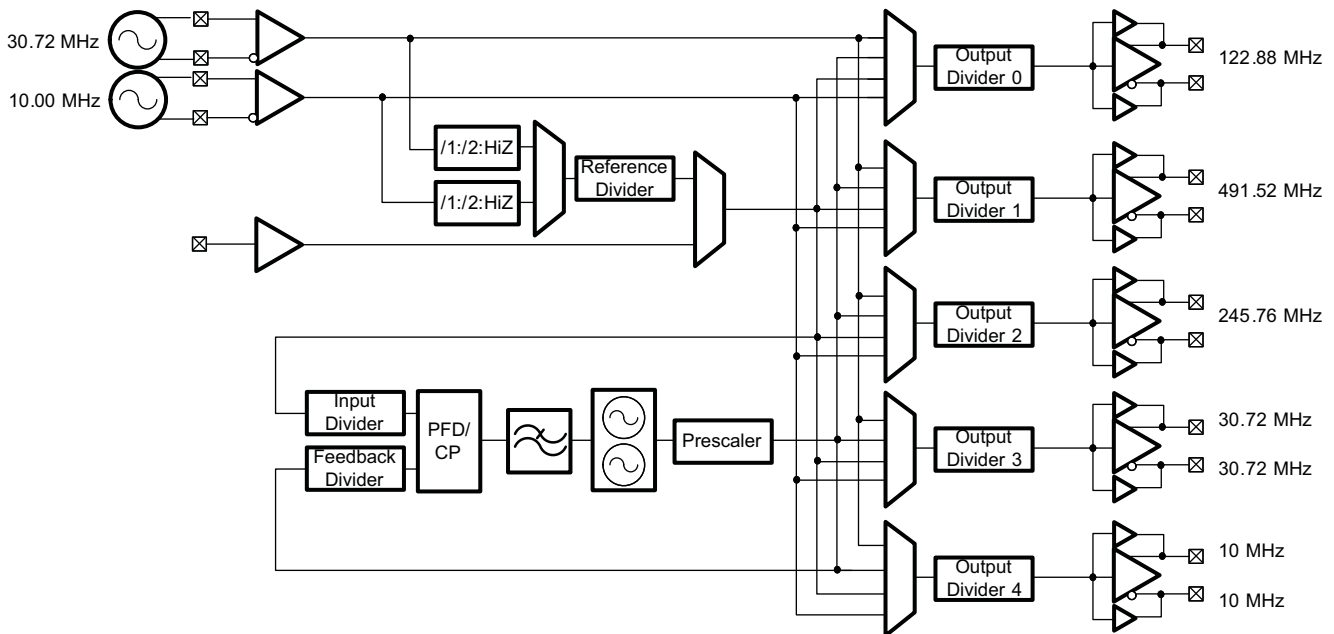 30.72 MHz
10.00 MHz
/1:/2:HiZ
/1:/2:HiZ
Reference
Divider
Input
Divider
Feedback
Divider
PFD/
CP
Prescaler
Output
Divider 0
122.88 MHz
Output
Divider 1
491.52 MHz
Output
Divider 2
245.76 MHz
Output
Divider 3
30.72 MHz
30.72 MHz
Output
Divider 4
10 MHz
10 MHz